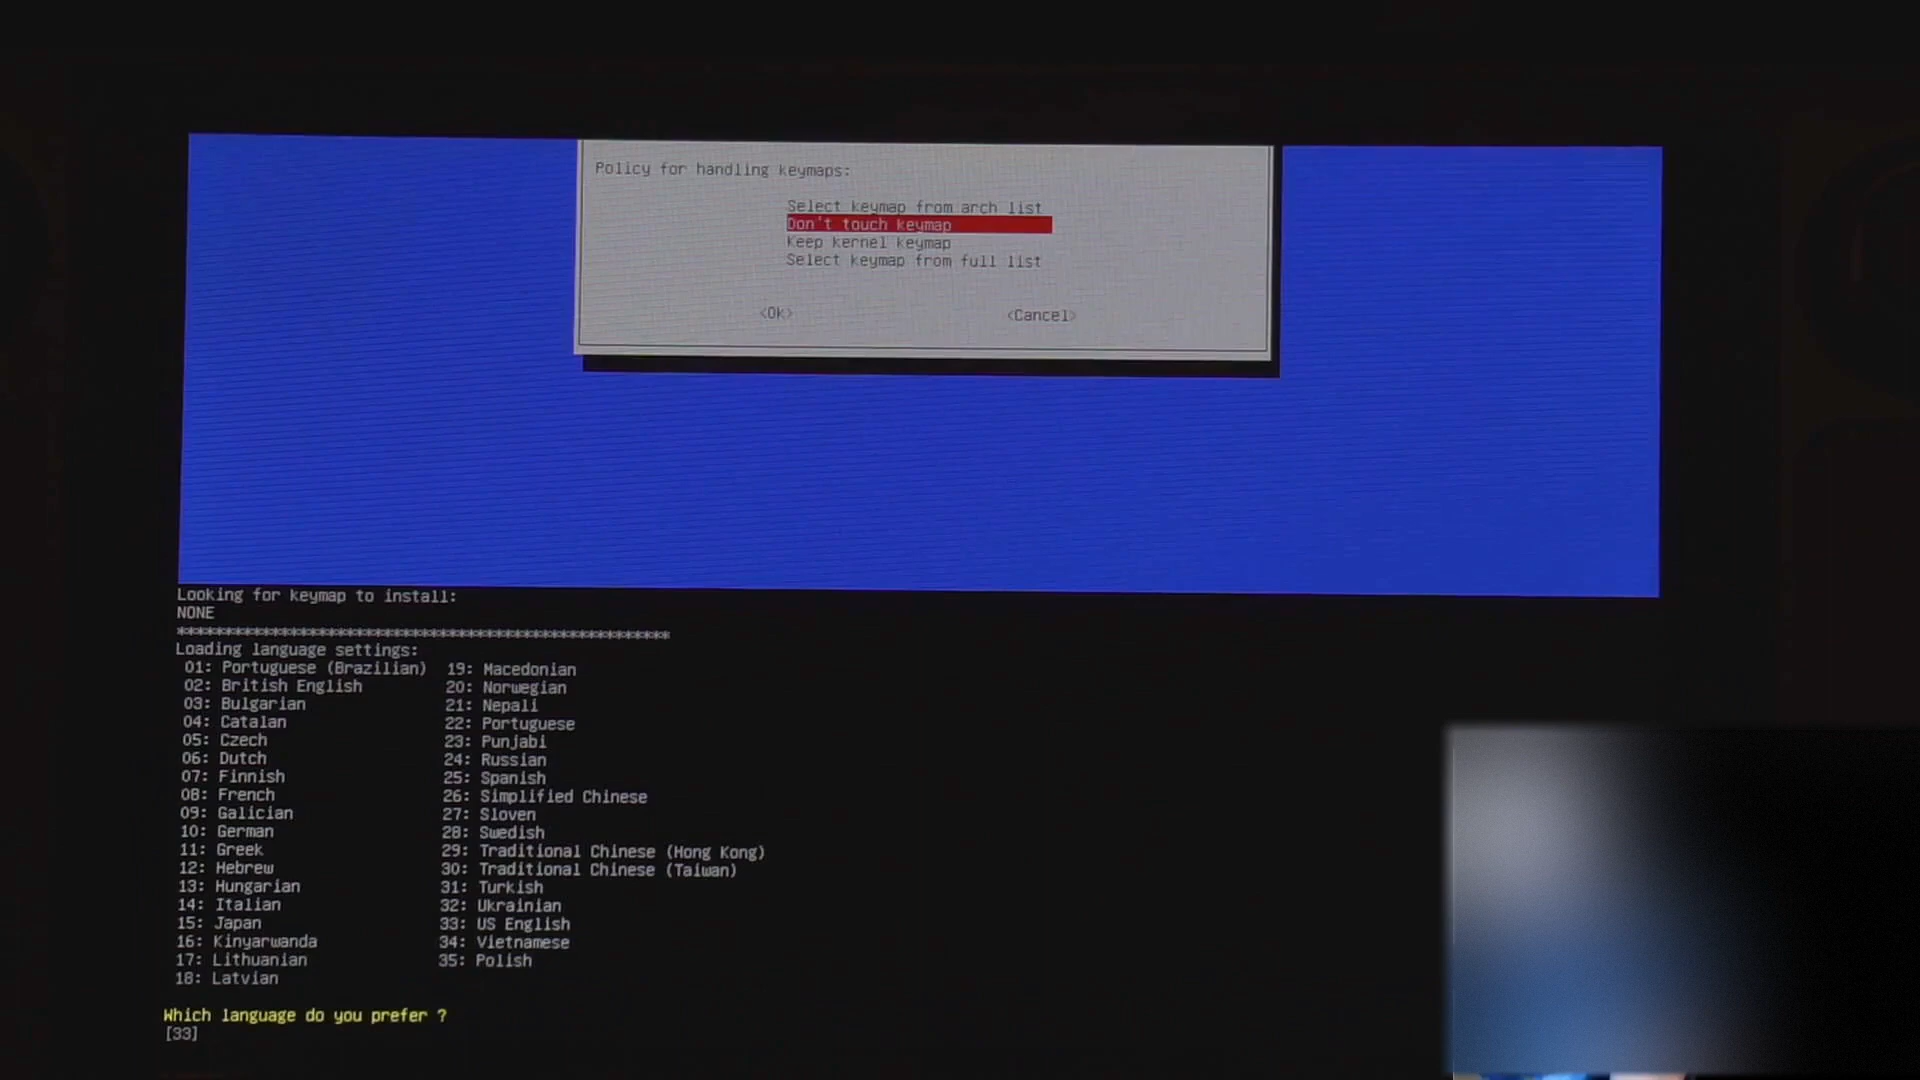 Policy for handling keymaps:
Select keymap from arch list
Don't touch keymap
Keep kernel keymap
Select keymap from full list
<Ok> <Cancel>
Looking for keymap to install:
NONE
*****************************************************
Loading language settings:
01: Portuguese (Brazilian) 19: Macedonian
02: British English 20: Norwegian
03: Bulgarian 21: Nepali
04: Catalan 22: Portuguese
05: Czech 23: Punjabi
06: Dutch 24: Russian
07: Finnish 25: Spanish
08: French 26: Simplified Chinese
09: Galician 27: Sloven
10: German 28: Swedish
11: Greek 29: Traditional Chinese (Hong Kong)
12: Hebrew 30: Traditional Chinese (Taiwan)
13: Hungarian 31: Turkish
14: Italian 32: Ukrainian
15: Japan 33: US English
16: Kinyarwanda 34: Vietnamese
17: Lithuanian 35: Polish
18: Latvian
Which language do you prefer ?
[33]